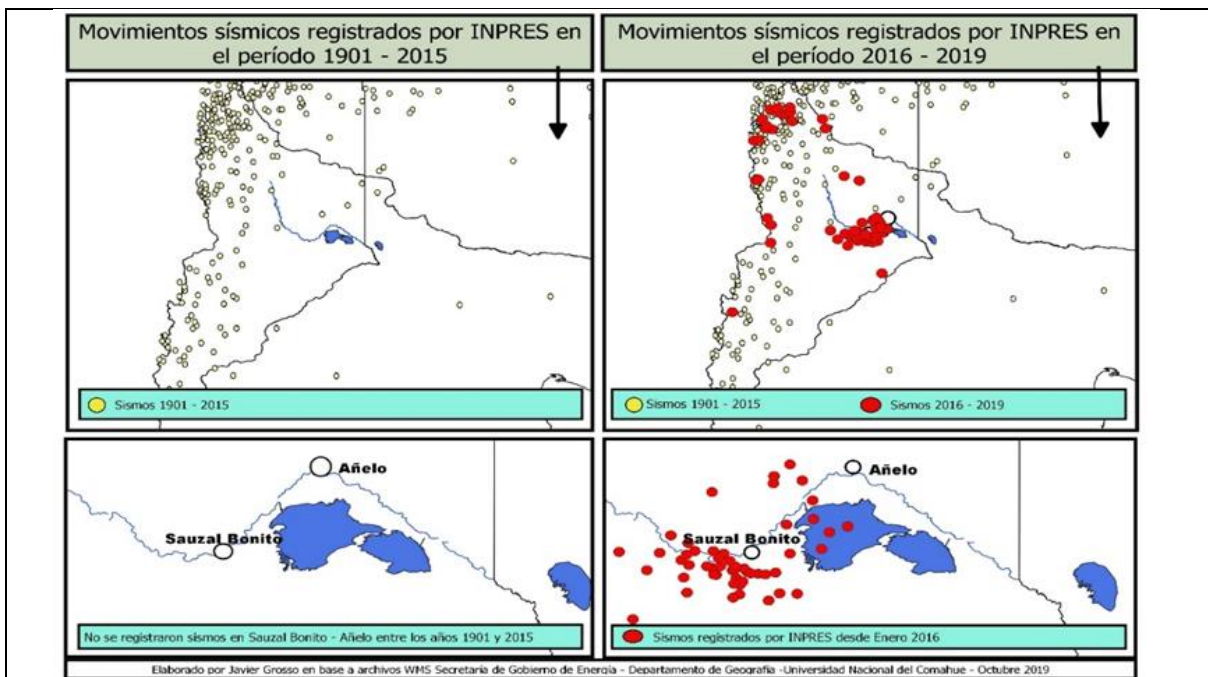 Movimientos sísmicos registrados por INPRES en
el período 1901 - 2015
Movimientos sísmicos registrados por INPRES en
el período 2016 - 2019
Sismos 1901 - 2015
Sismos 1901 - 2015
Sismos 2016 - 2019
Añelo
Sauzal Bonito
No se registraron sismos en Sauzal Bonito - Añelo entre los años 1901 y 2015
Añelo
Sauzal Bonito
Sismos registrados por INPRES desde Enero 2016
Elaborado por Javier Grosso en base a archivos WMS Secretaría de Gobierno de Energía - Departamento de Geografía -Universidad Nacional del Comahue - Octubre 2019